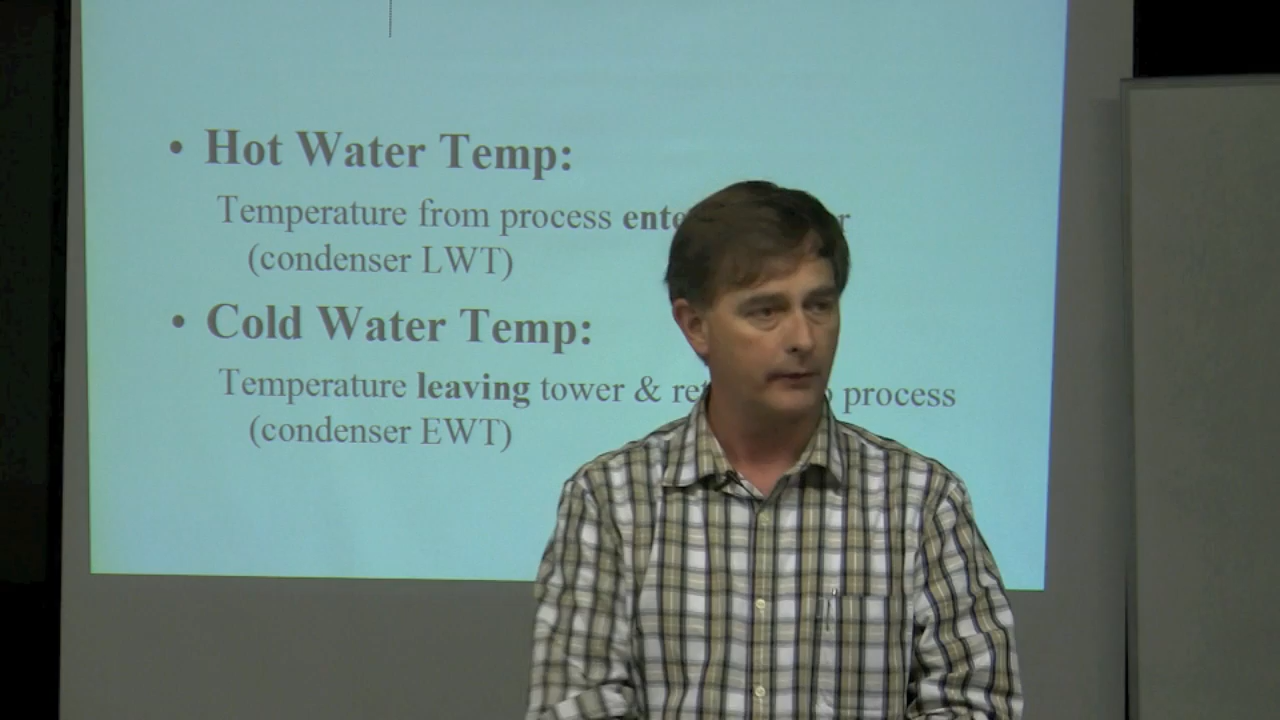 • Hot Water Temp:
Temperature from process
(condenser LWT)
• Cold Water Temp:
Temperature leaving tower & process
(condenser EWT)